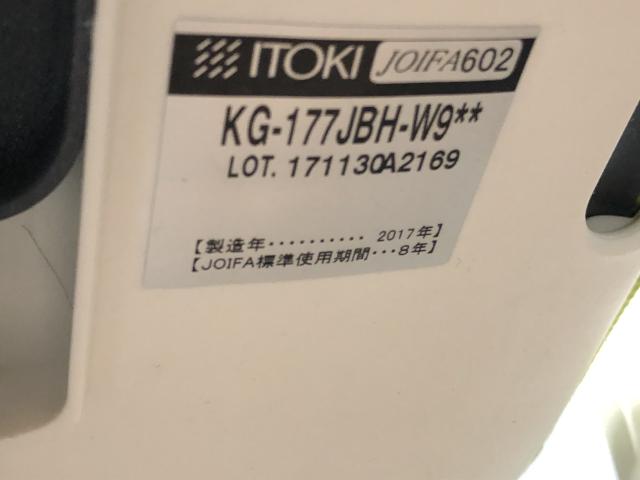 ITOKI JOIFA602
KG-177JBH-W9**
LOT. 171130A2169
【製造年・・・・・・・・・・ 2017年】
【JOIFA標準使用期間・・・8年】